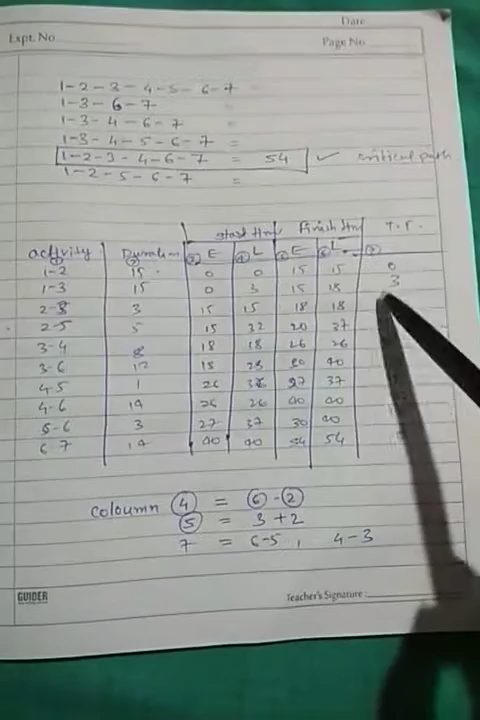 Date
Expt. No
Page No
1-2-3-4-5-6-7
1-3-6-7 =
1-3-4-6-7 =
1-3-4-5-6-7 =
1-2-3-4-6-7 = 54 ✓ critical path
1-2-5-6-7 =
Start Time Finish Time T.F.
activity Duration E L E L
① ② ③ ④ ⑤ ⑥ ⑦
1-2 15 0 0 15 15 0
1-3 15 0 3 15 18 3
2-3 3 15 15 18 18
2-5 5 15 32 20 37
3-4 8 18 18 26 26
3-6 12 18 28 30 40
4-5 1 26 36 27 37
4-6 14 26 26 40 40
5-6 3 27 37 30 40
6-7 14 40 40 54 54
coloumn ④ = ⑥-②
⑤ = 3+2
7 = 6-5, 4-3
GUIDER
Teacher's Signature: